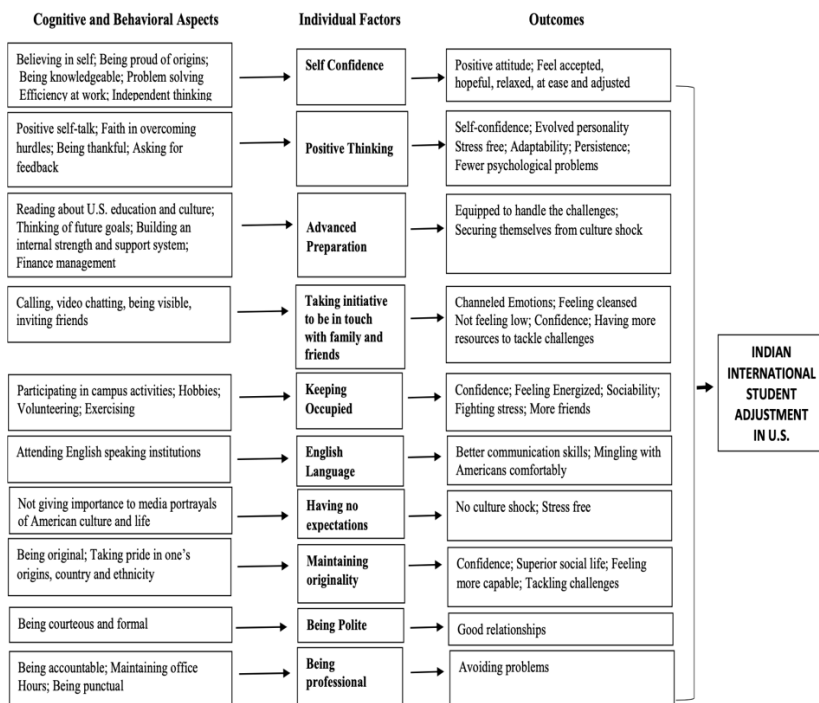 Cognitive and Behavioral Aspects
Individual Factors
Outcomes
Believing in self; Being proud of origins;
Being knowledgeable; Problem solving
Efficiency at work; Independent thinking
Self Confidence
Positive attitude; Feel accepted,
hopeful, relaxed, at ease and adjusted
Positive self-talk; Faith in overcoming
hurdles; Being thankful; Asking for
feedback
Positive Thinking
Self-confidence; Evolved personality
Stress free; Adaptability; Persistence;
Fewer psychological problems
Reading about U.S. education and culture;
Thinking of future goals; Building an
internal strength and support system;
Finance management
Advanced
Preparation
Equipped to handle the challenges;
Securing themselves from culture shock
Calling, video chatting, being visible,
inviting friends
Taking initiative
to be in touch
with family and
friends
Channeled Emotions; Feeling cleansed
Not feeling low; Confidence; Having more
resources to tackle challenges
Participating in campus activities; Hobbies;
Volunteering; Exercising
Keeping
Occupied
Confidence; Feeling Energized; Sociability;
Fighting stress; More friends
Attending English speaking institutions
English
Language
Better communication skills; Mingling with
Americans comfortably
Not giving importance to media portrayals
of American culture and life
Having no
expectations
No culture shock; Stress free
Being original; Taking pride in one's
origins, country and ethnicity
Maintaining
originality
Confidence; Superior social life; Feeling
more capable; Tackling challenges
Being courteous and formal
Being Polite
Good relationships
Being accountable; Maintaining office
Hours; Being punctual
Being
professional
Avoiding problems
INDIAN
INTERNATIONAL
STUDENT
ADJUSTMENT
IN U.S.